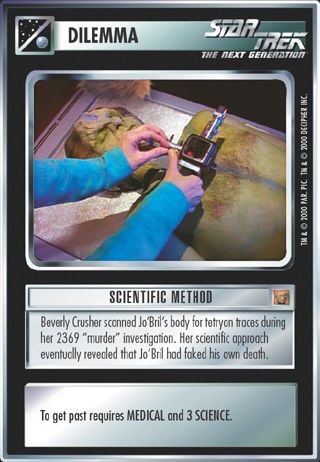 DILEMMA
STAR TREK
THE NEXT GENERATION
TM & © 2000 PAR. PIC. TM & © 2000 DECIPHER INC.
SCIENTIFIC METHOD
Beverly Crusher scanned Jo'Bril's body for tetryon traces during
her 2369 "murder" investigation. Her scientific approach
eventually revealed that Jo'Bril had faked his own death.
To get past requires MEDICAL and 3 SCIENCE.